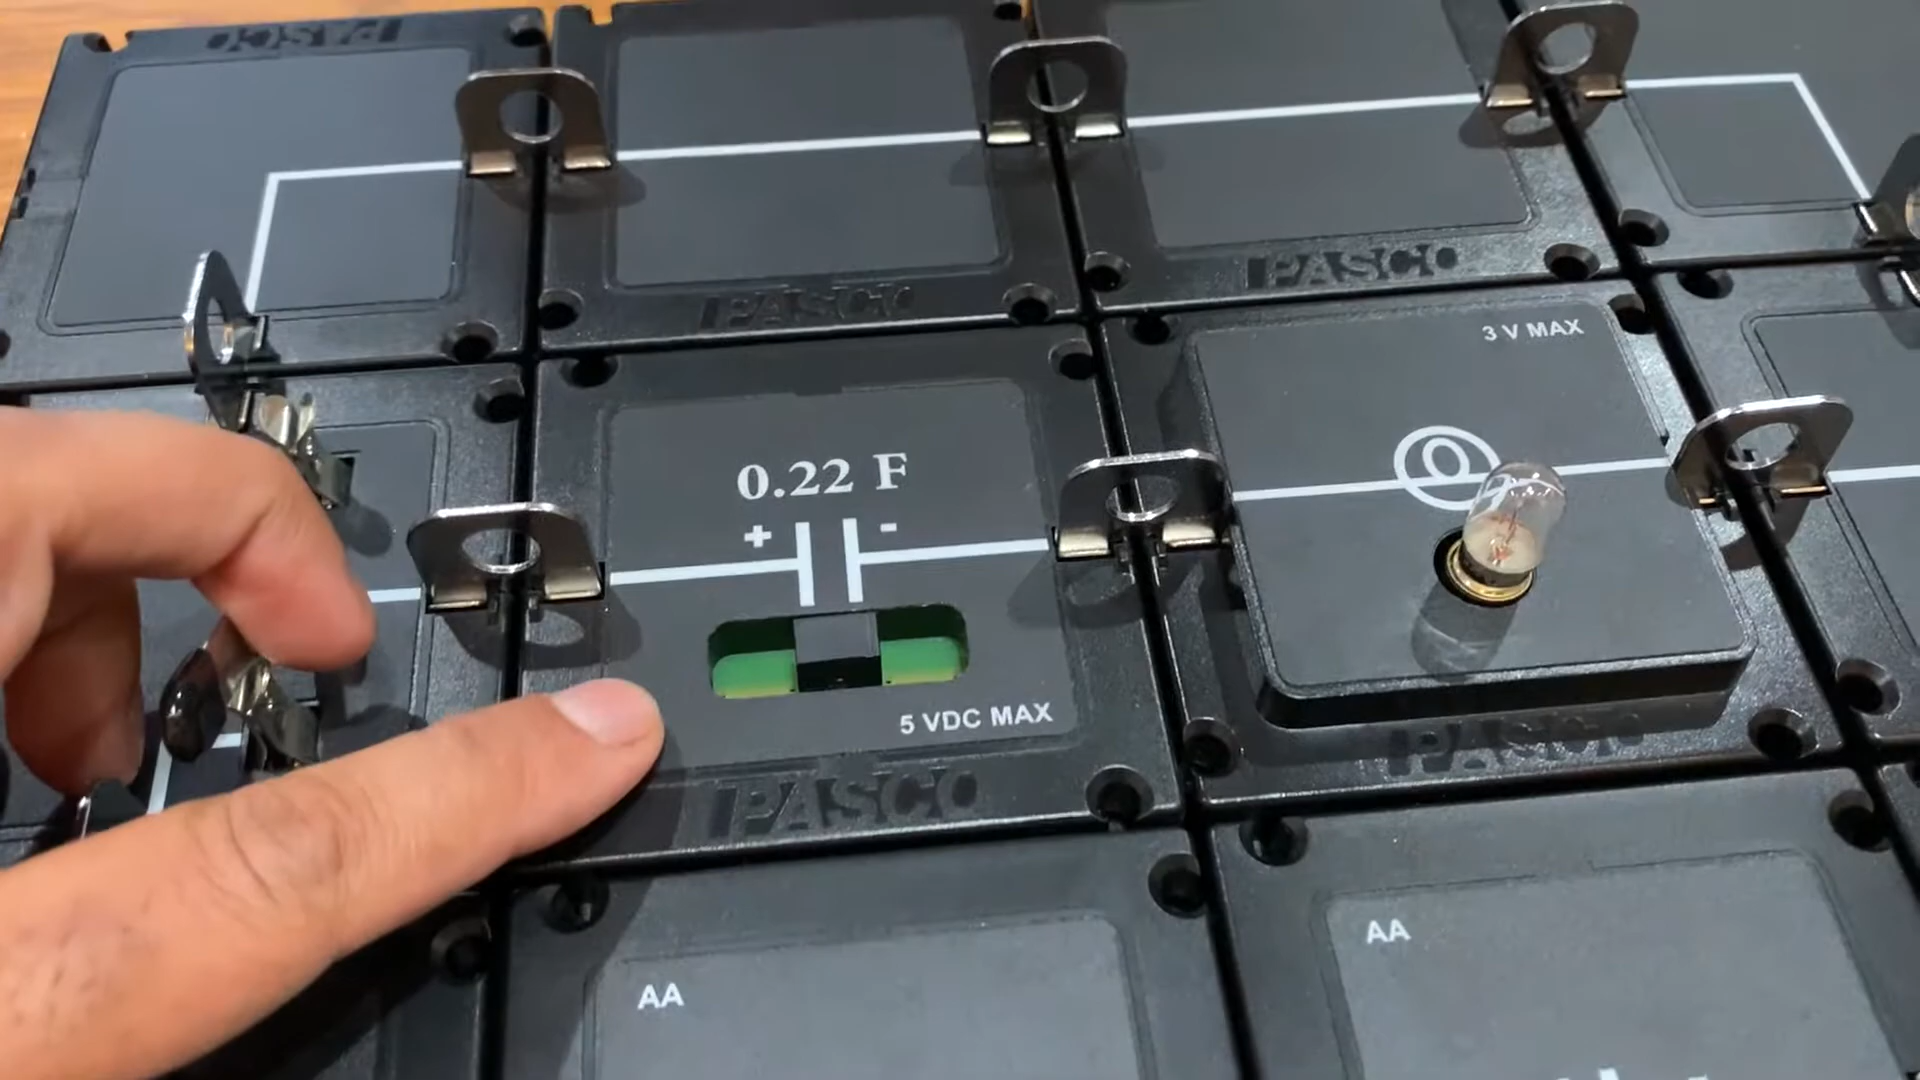 PASCO
PASCO
PASCO
3 V MAX
0.22 F
+ -
5 VDC MAX
PASCO
PASCO
AA
AA